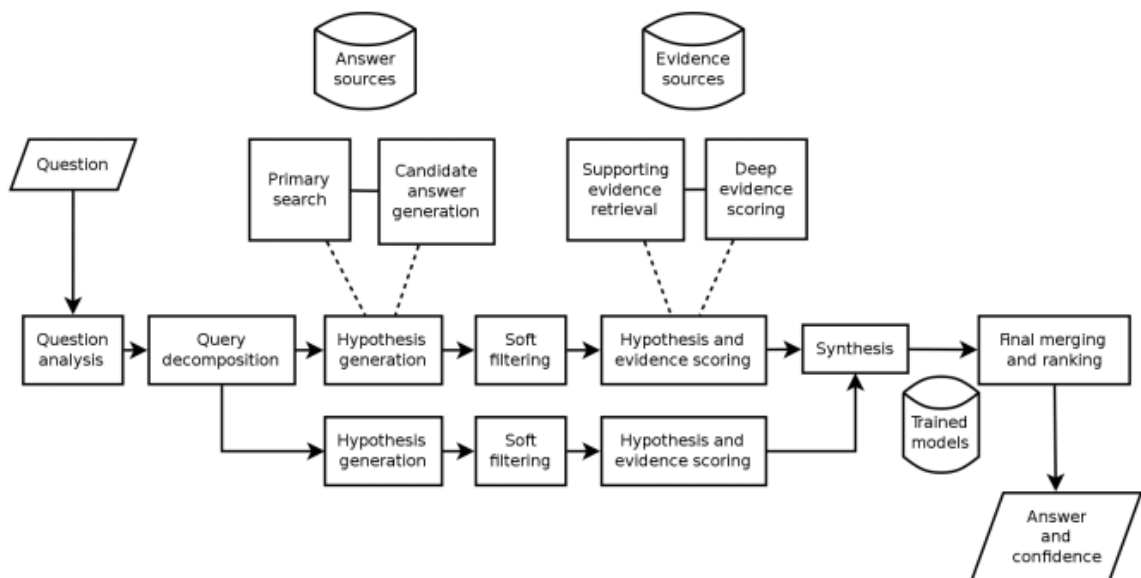 Answer
sources
Evidence
sources
Question
Primary
search
Candidate
answer
generation
Supporting
evidence
retrieval
Deep
evidence
scoring
Question
analysis
Query
decomposition
Hypothesis
generation
Soft
filtering
Hypothesis and
evidence scoring
Synthesis
Final merging
and ranking
Trained
models
Hypothesis
generation
Soft
filtering
Hypothesis and
evidence scoring
Answer
and
confidence